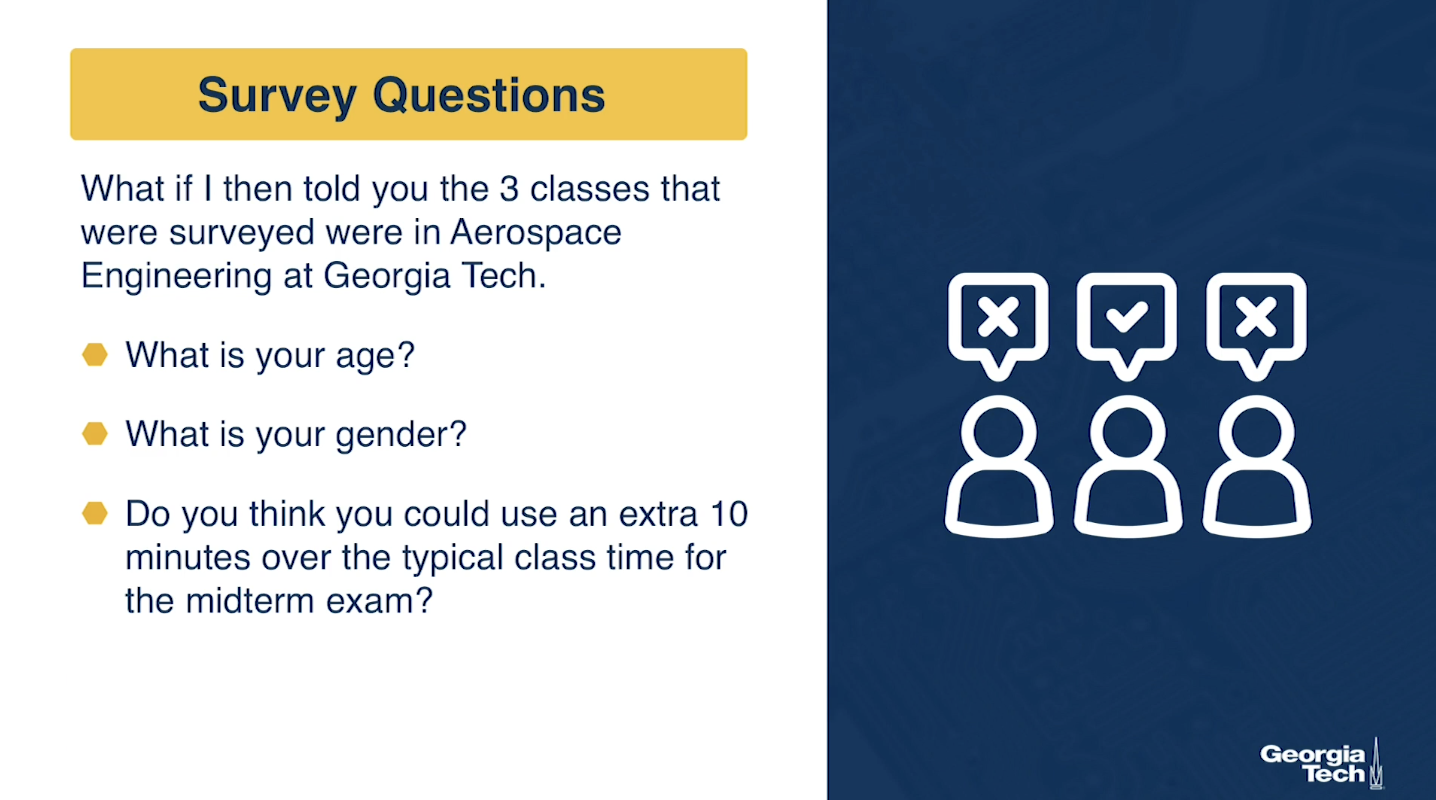 Survey Questions
What if I then told you the 3 classes that
were surveyed were in Aerospace
Engineering at Georgia Tech.
What is your age?
What is your gender?
Do you think you could use an extra 10
minutes over the typical class time for
the midterm exam?
Georgia
Tech